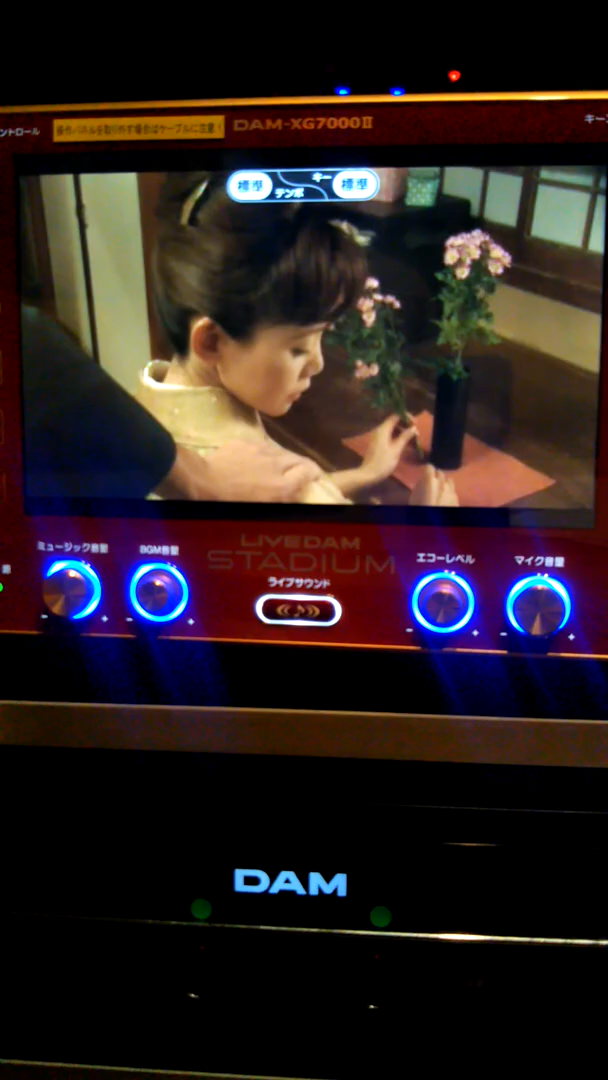 ントロール
操作パネルを取り外す場合はケーブルに注意！
DAM-XG7000Ⅱ
キー
標準 テンポ キー 標準
LIVEDAM
STADIUM
ミュージック音量
BGM音量
ライブサウンド
エコーレベル
マイク音量
- +
- +
- +
- +
DAM